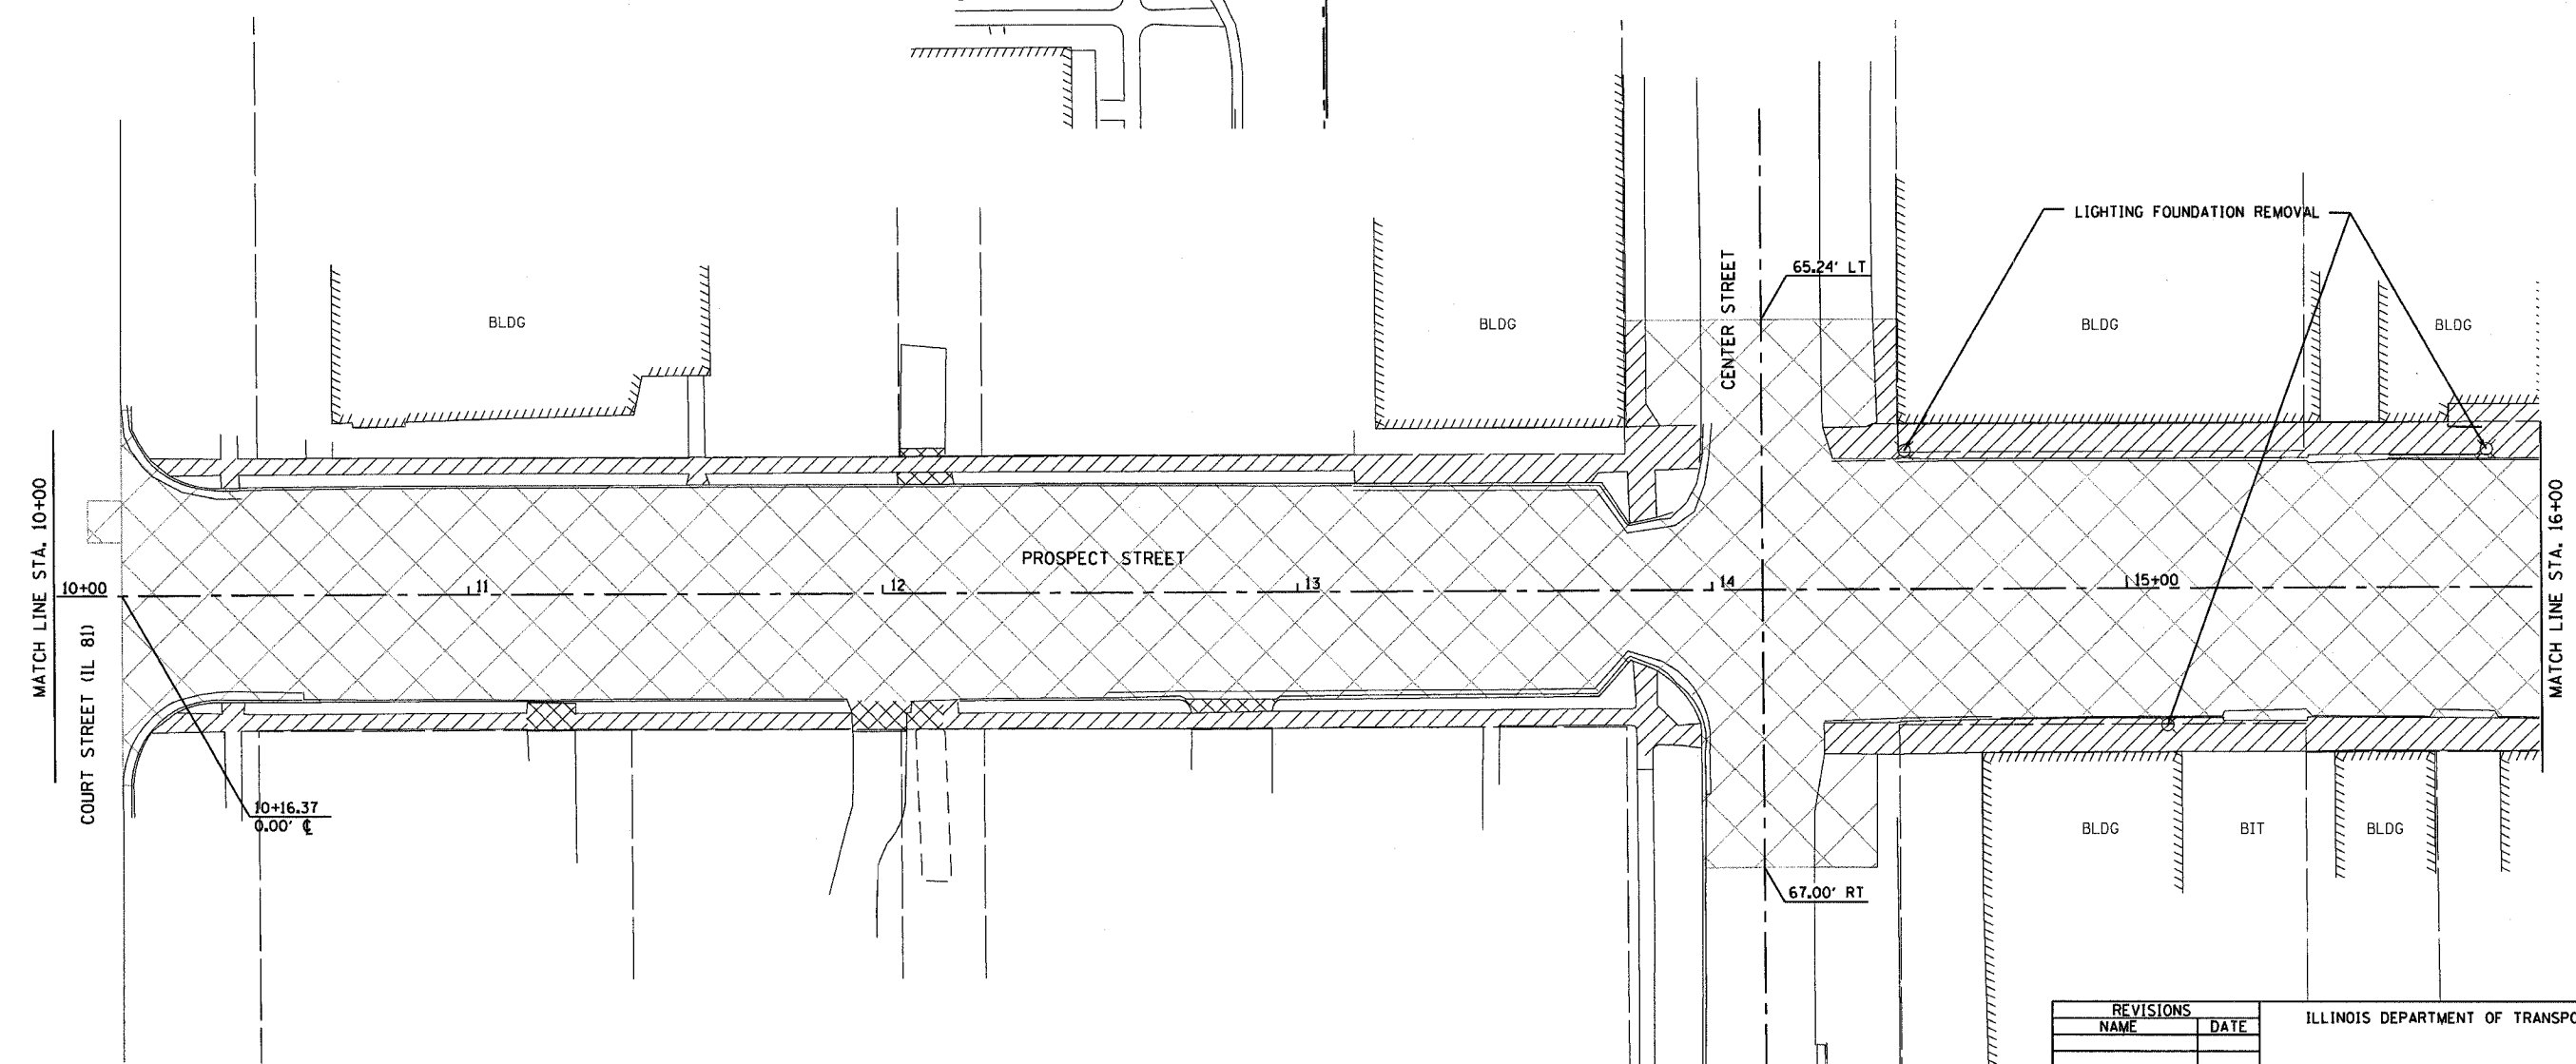 LIGHTING FOUNDATION REMOVAL
65.24' LT
CENTER STREET
BLDG
BLDG
BLDG
BLDG
MATCH LINE STA. 10+00
10+00
COURT STREET (IL 81)
PROSPECT STREET
11
12
13
14
15+00
MATCH LINE STA. 16+00
10+16.37
0.00' ℄
67.00' RT
BLDG
BIT
BLDG
REVISIONS
NAME DATE
ILLINOIS DEPARTMENT OF TRANSPO